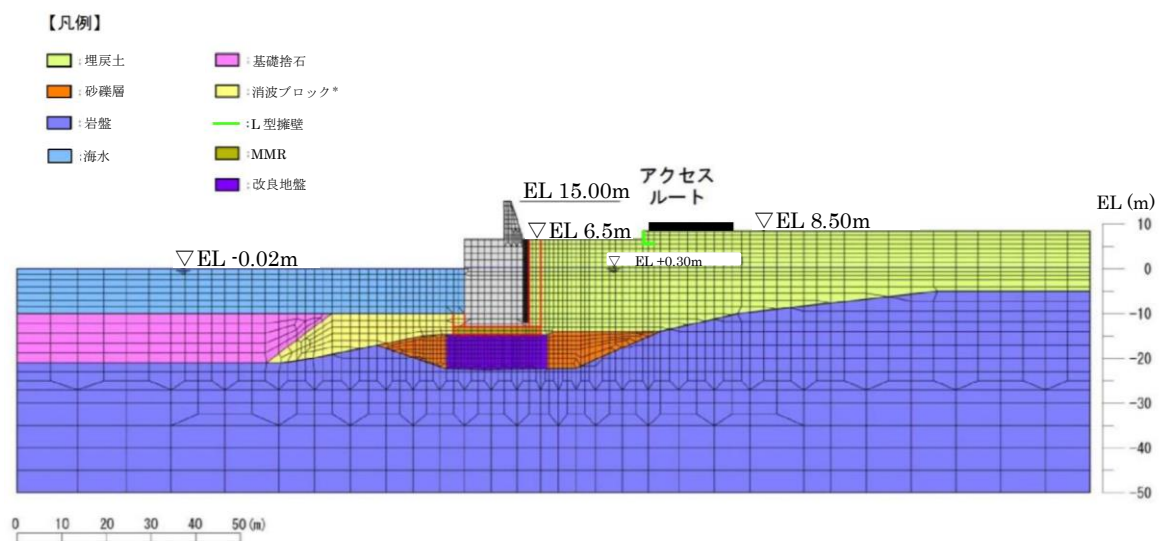 【凡例】
:埋戻土
:基礎捨石
:砂礫層
:消波ブロック*
:岩盤
:L型擁壁
:海水
:MMR
:改良地盤
アクセス
ルート
EL 15.00m
EL (m)
▽EL 6.5m
▽EL 8.50m
▽EL -0.02m
▽ EL +0.30m
10
0
-10
-20
-30
-40
-50
0 10 20 30 40 50(m)